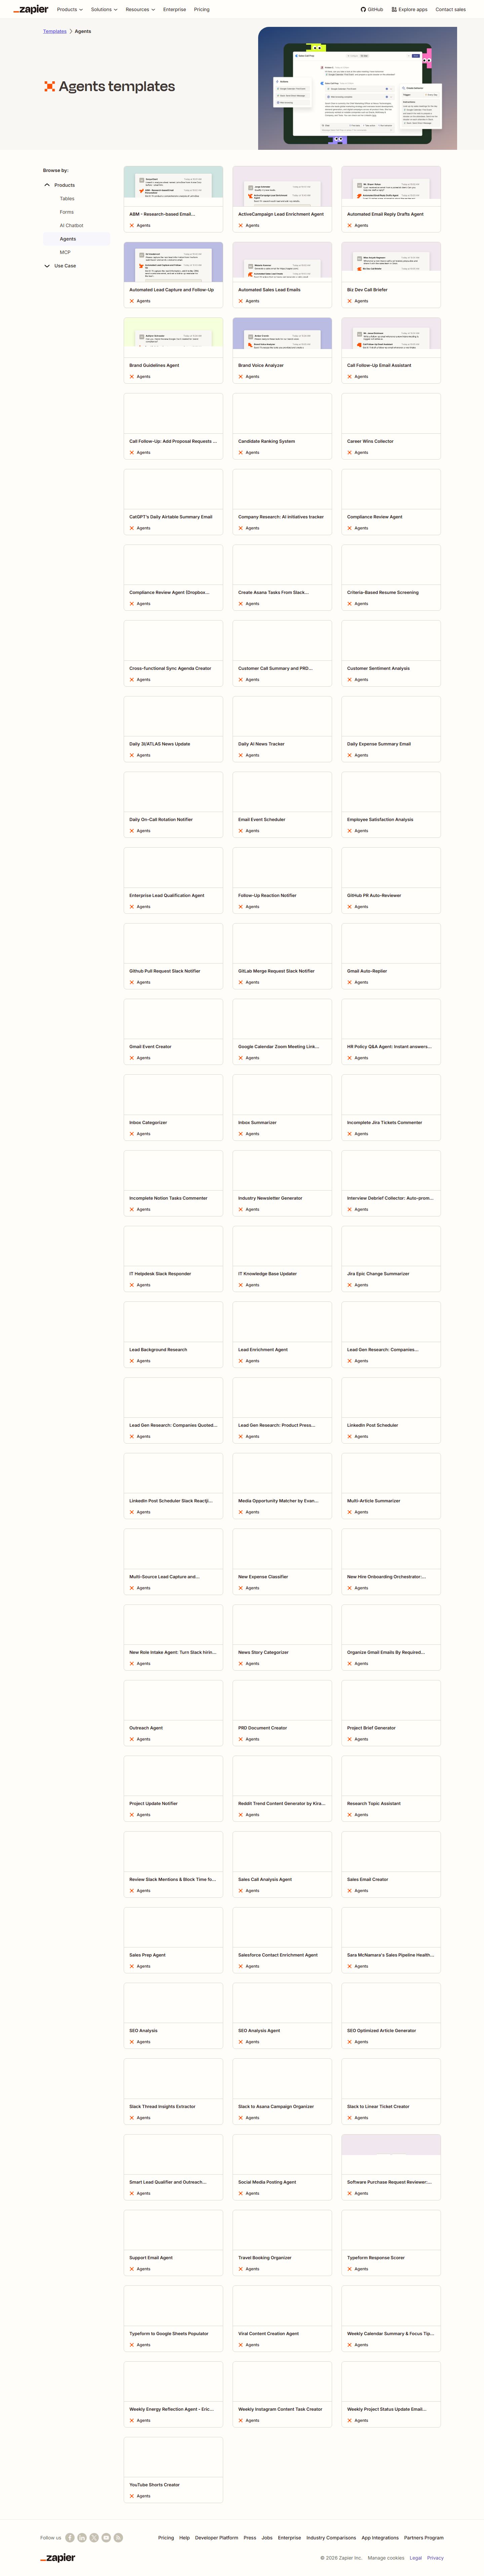 zapier
Products
Solutions
Resources
Enterprise
Pricing
GitHub
Explore apps
Contact sales
Templates
Agents
Agents templates
Browse by:
Products
Tables
Forms
AI Chatbot
Agents
MCP
Use Case
ABM - Research-based Email...
Agents
ActiveCampaign Lead Enrichment Agent
Agents
Automated Email Reply Drafts Agent
Agents
Automated Lead Capture and Follow-Up
Agents
Automated Sales Lead Emails
Agents
Biz Dev Call Briefer
Agents
Brand Guidelines Agent
Agents
Brand Voice Analyzer
Agents
Call Follow-Up Email Assistant
Agents
Call Follow-Up: Add Proposal Requests ...
Agents
Candidate Ranking System
Agents
Career Wins Collector
Agents
CatGPT's Daily Airtable Summary Email
Agents
Company Research: AI initiatives tracker
Agents
Compliance Review Agent
Agents
Compliance Review Agent (Dropbox...
Agents
Create Asana Tasks From Slack...
Agents
Criteria-Based Resume Screening
Agents
Cross-functional Sync Agenda Creator
Agents
Customer Call Summary and PRD...
Agents
Customer Sentiment Analysis
Agents
Daily 3I/ATLAS News Update
Agents
Daily AI News Tracker
Agents
Daily Expense Summary Email
Agents
Daily On-Call Rotation Notifier
Agents
Email Event Scheduler
Agents
Employee Satisfaction Analysis
Agents
Enterprise Lead Qualification Agent
Agents
Follow-Up Reaction Notifier
Agents
GitHub PR Auto-Reviewer
Agents
Github Pull Request Slack Notifier
Agents
GitLab Merge Request Slack Notifier
Agents
Gmail Auto-Replier
Agents
Gmail Event Creator
Agents
Google Calendar Zoom Meeting Link...
Agents
HR Policy Q&A Agent: Instant answers...
Agents
Inbox Categorizer
Agents
Inbox Summarizer
Agents
Incomplete Jira Tickets Commenter
Agents
Incomplete Notion Tasks Commenter
Agents
Industry Newsletter Generator
Agents
Interview Debrief Collector: Auto-prom...
Agents
IT Helpdesk Slack Responder
Agents
IT Knowledge Base Updater
Agents
Jira Epic Change Summarizer
Agents
Lead Background Research
Agents
Lead Enrichment Agent
Agents
Lead Gen Research: Companies...
Agents
Lead Gen Research: Companies Quoted...
Agents
Lead Gen Research: Product Press...
Agents
LinkedIn Post Scheduler
Agents
LinkedIn Post Scheduler Slack Reacji...
Agents
Media Opportunity Matcher by Evan...
Agents
Multi-Article Summarizer
Agents
Multi-Source Lead Capture and...
Agents
New Expense Classifier
Agents
New Hire Onboarding Orchestrator:...
Agents
New Role Intake Agent: Turn Slack hirin...
Agents
News Story Categorizer
Agents
Organize Gmail Emails By Required...
Agents
Outreach Agent
Agents
PRD Document Creator
Agents
Project Brief Generator
Agents
Project Update Notifier
Agents
Reddit Trend Content Generator by Kira...
Agents
Research Topic Assistant
Agents
Review Slack Mentions & Block Time fo...
Agents
Sales Call Analysis Agent
Agents
Sales Email Creator
Agents
Sales Prep Agent
Agents
Salesforce Contact Enrichment Agent
Agents
Sara McNamara's Sales Pipeline Health...
Agents
SEO Analysis
Agents
SEO Analysis Agent
Agents
SEO Optimized Article Generator
Agents
Slack Thread Insights Extractor
Agents
Slack to Asana Campaign Organizer
Agents
Slack to Linear Ticket Creator
Agents
Smart Lead Qualifier and Outreach...
Agents
Social Media Posting Agent
Agents
Software Purchase Request Reviewer:...
Agents
Support Email Agent
Agents
Travel Booking Organizer
Agents
Typeform Response Scorer
Agents
Typeform to Google Sheets Populator
Agents
Viral Content Creation Agent
Agents
Weekly Calendar Summary & Focus Tip...
Agents
Weekly Energy Reflection Agent - Eric...
Agents
Weekly Instagram Content Task Creator
Agents
Weekly Project Status Update Email...
Agents
YouTube Shorts Creator
Agents
Follow us
Pricing
Help
Developer Platform
Press
Jobs
Enterprise
Industry Comparisons
App Integrations
Partners Program
zapier
© 2026 Zapier Inc.
Manage cookies
Legal
Privacy